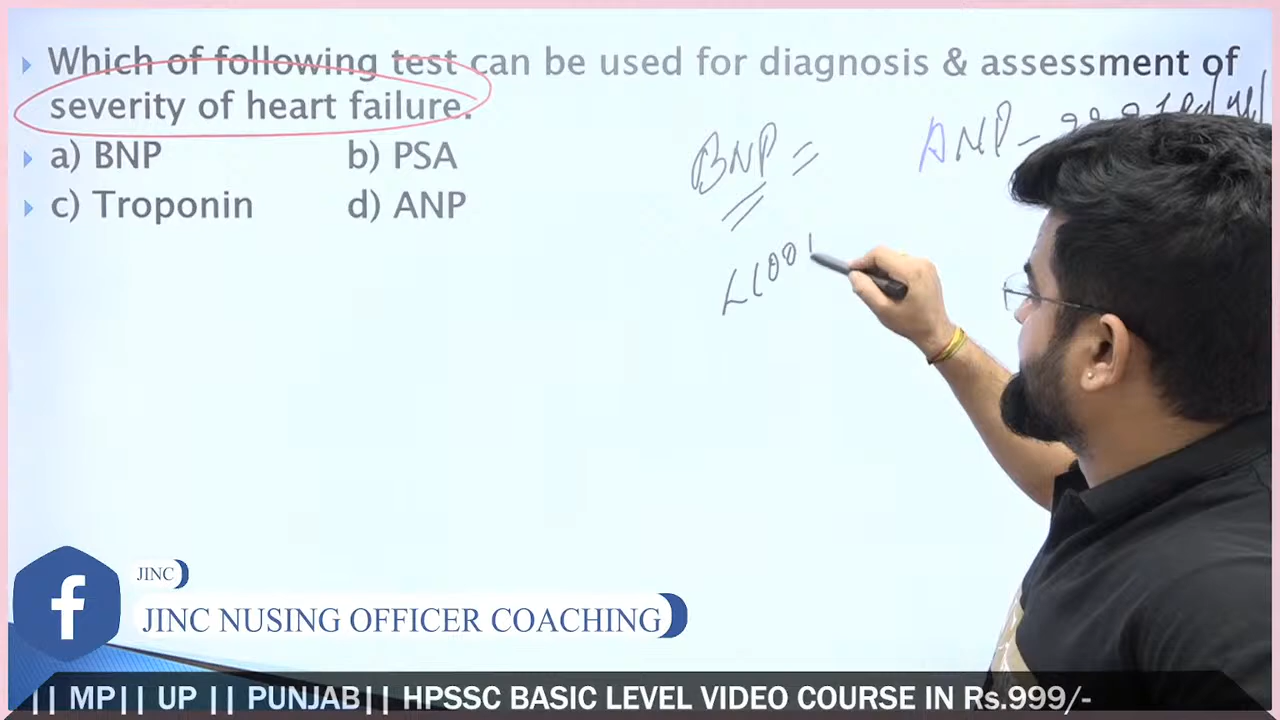 Which of following test can be used for diagnosis & assessment of
severity of heart failure.
a) BNP b) PSA
c) Troponin d) ANP
BNP =
ANP -
<100
JINC
JINC NUSING OFFICER COACHING
|| MP|| UP || PUNJAB|| HPSSC BASIC LEVEL VIDEO COURSE IN Rs.999/-